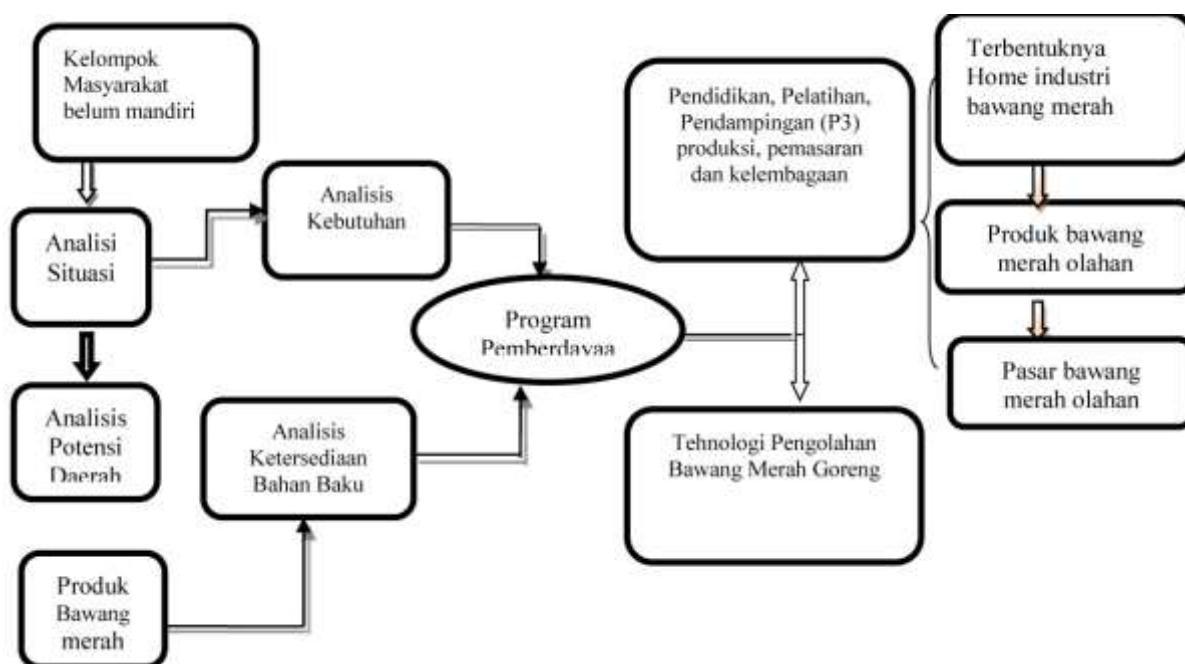 Kelompok
Masyarakat
belum mandiri
Analisi
Situasi
Analisis
Potensi
Daerah
Produk
Bawang
merah
Analisis
Kebutuhan
Analisis
Ketersediaan
Bahan Baku
Program
Pemberdayaa
Pendidikan, Pelatihan,
Pendampingan (P3)
produksi, pemasaran
dan kelembagaan
Tehnologi Pengolahan
Bawang Merah Goreng
Terbentuknya
Home industri
bawang merah
Produk bawang
merah olahan
Pasar bawang
merah olahan